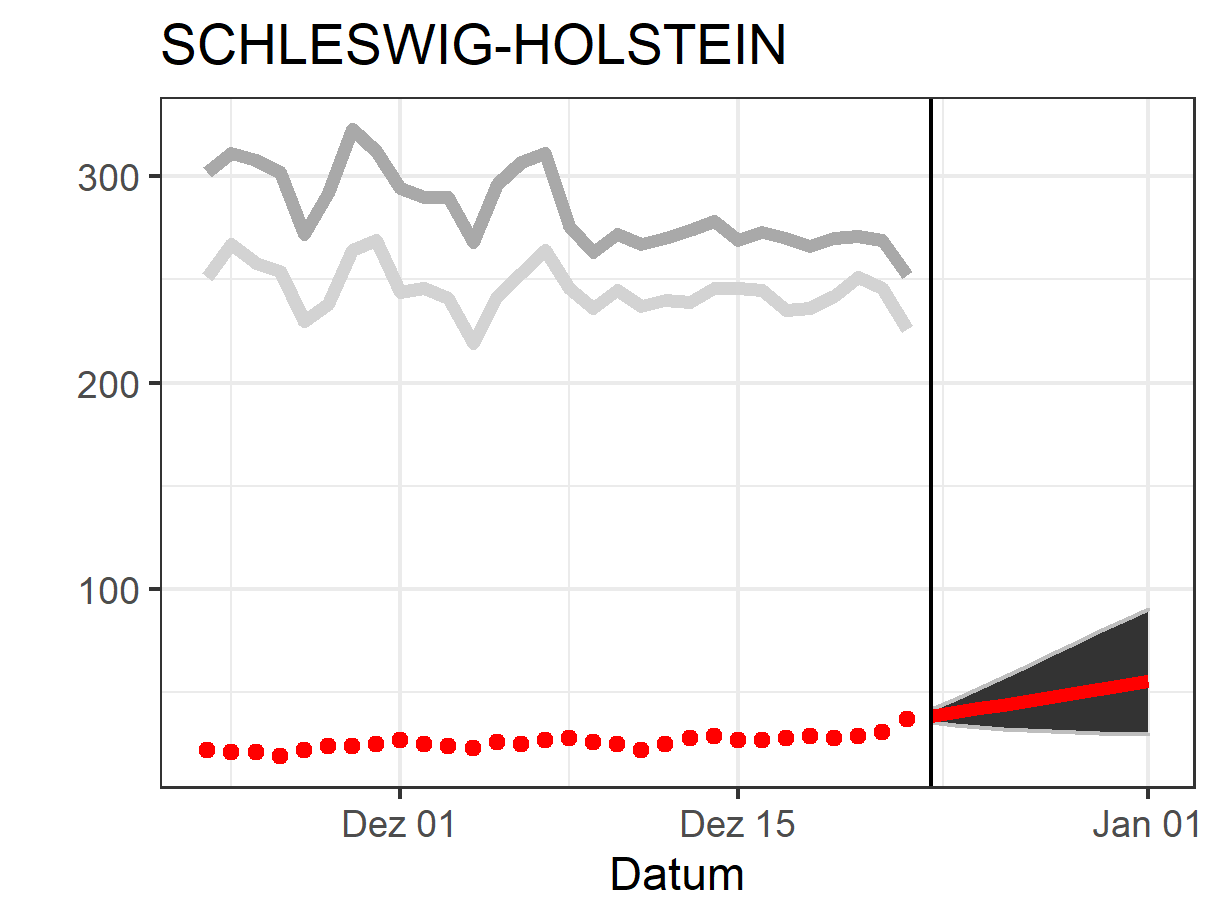 SCHLESWIG-HOLSTEIN
300
200
100
Dez 01 Dez 15 Jan 01
Datum